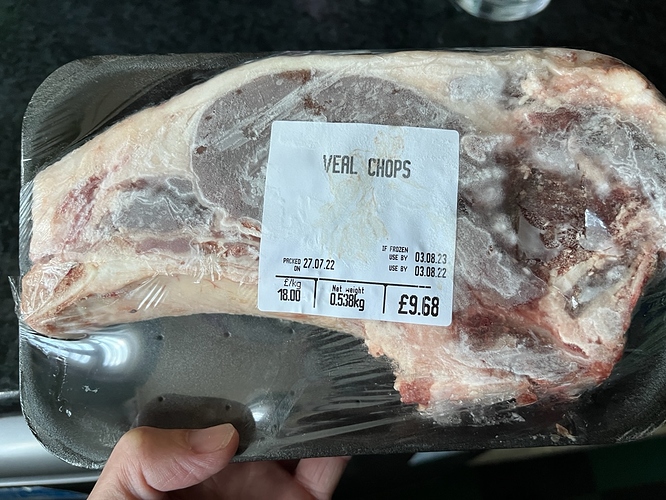 VEAL CHOPS
IF FROZEN
USE BY 03.08.23
PACKED ON 27.07.22
USE BY 03.08.22
£/kg
18.00
Net weight
0.538kg
£9.68